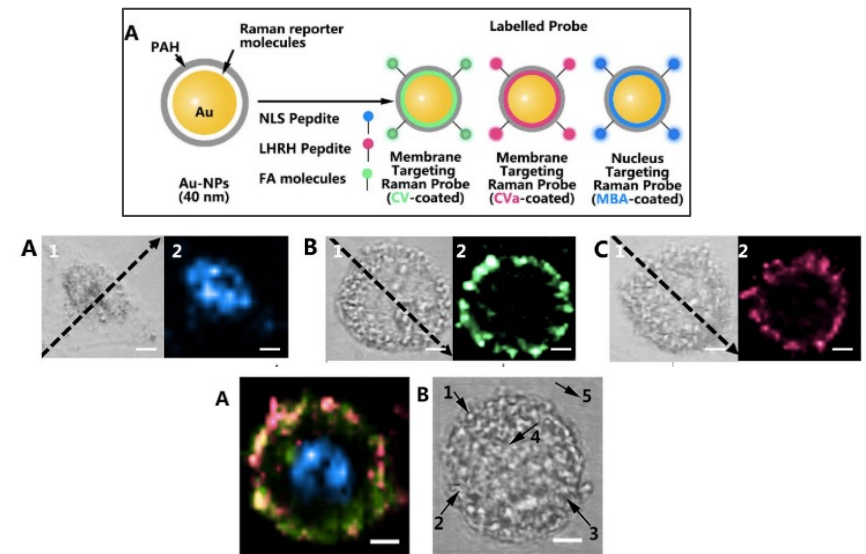 A
PAH
Raman reporter
molecules
Labelled Probe
Au
NLS Pepdite
LHRH Pepdite
FA molecules
Au-NPs
(40 nm)
Membrane
Targeting
Raman Probe
(CV-coated)
Membrane
Targeting
Raman Probe
(CVa-coated)
Nucleus
Targeting
Raman Probe
(MBA-coated)
A
1
2
B
1
2
C
1
2
A
B
1
5
4
2
3